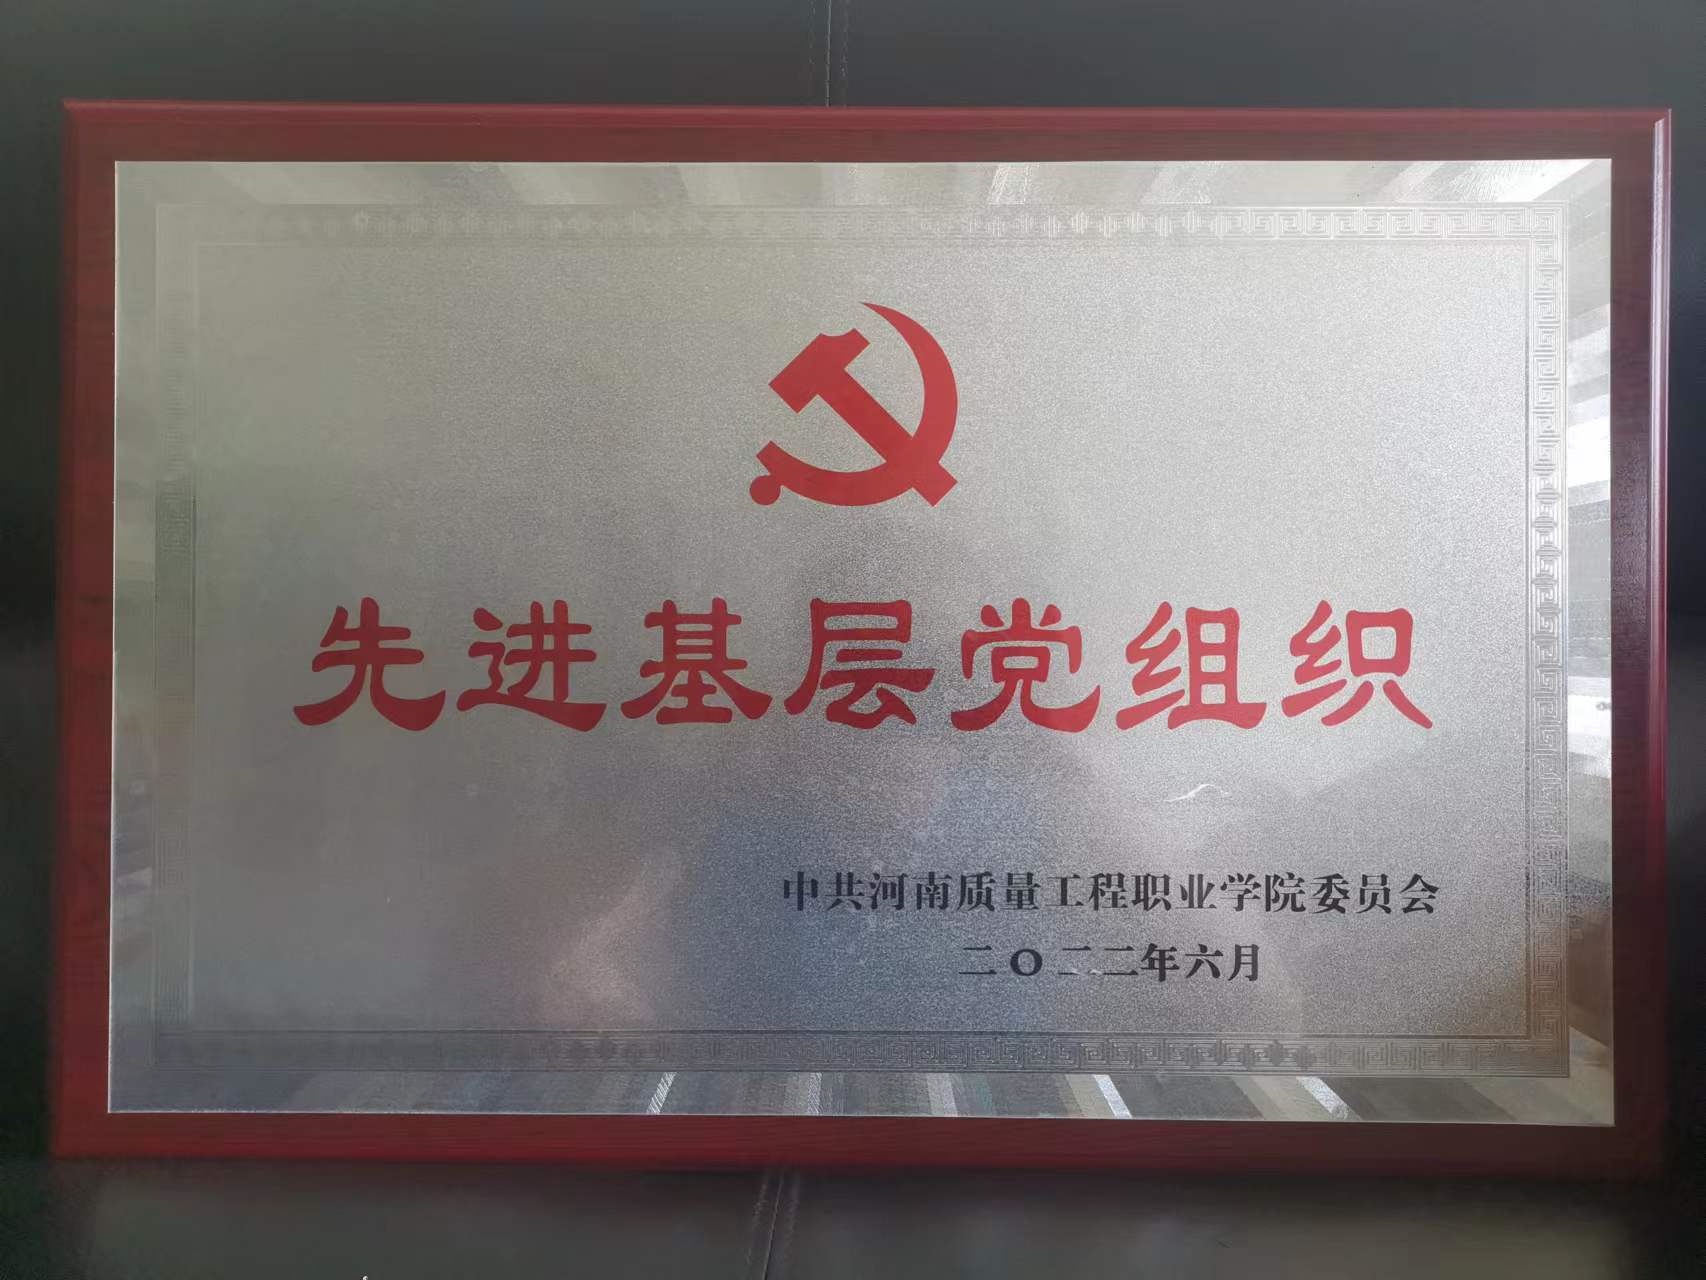 先进基层党组织
中共河南质量工程职业学院委员会
二〇二二年六月